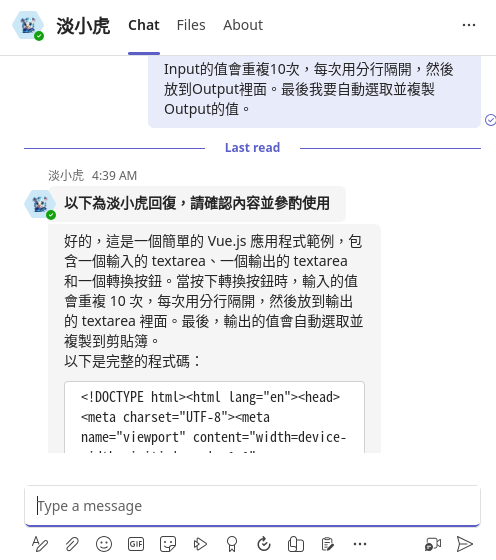 淡小虎 Chat Files About
Input的值會重複10次，每次用分行隔開，然後
放到Output裡面。最後我要自動選取並複製
Output的值。
Last read
淡小虎 4:39 AM
以下為淡小虎回復，請確認內容並參酌使用
好的，這是一個簡單的 Vue.js 應用程式範例，包
含一個輸入的 textarea、一個輸出的 textarea
和一個轉換按鈕。當按下轉換按鈕時，輸入的值
會重複 10 次，每次用分行隔開，然後放到輸出
的 textarea 裡面。最後，輸出的值會自動選取並
複製到剪貼簿。
以下是完整的程式碼：
<!DOCTYPE html><html lang="en"><head>
<meta charset="UTF-8"><meta
name="viewport" content="width=device-
Type a message
GIF